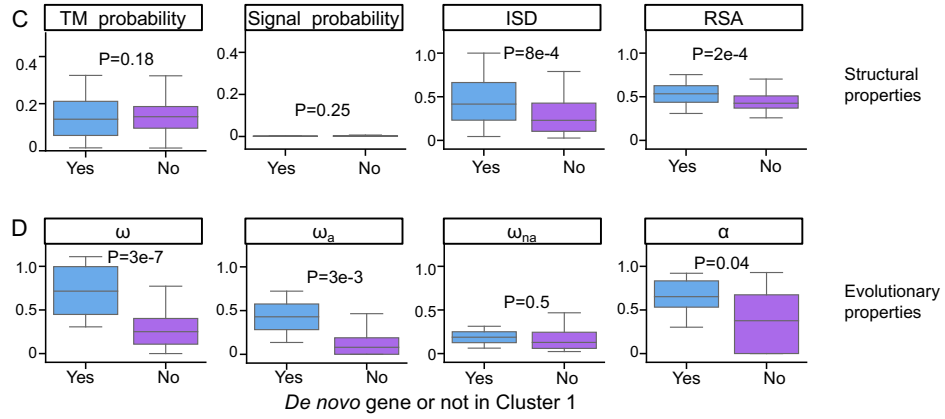 C
TM probability
Signal probability
ISD
RSA
0.4
0.2
0
P=0.18
Yes
No
0.4
0.2
0
P=0.25
Yes
No
1.0
0.5
0
P=8e-4
Yes
No
1.0
0.5
0
P=2e-4
Yes
No
Structural
properties
D
ω
ωa
ωna
α
1.0
0.5
0
P=3e-7
Yes
No
1.0
0.5
0
P=3e-3
Yes
No
1.0
0.5
0
P=0.5
Yes
No
1.0
0.5
0
P=0.04
Yes
No
Evolutionary
properties
De novo gene or not in Cluster 1